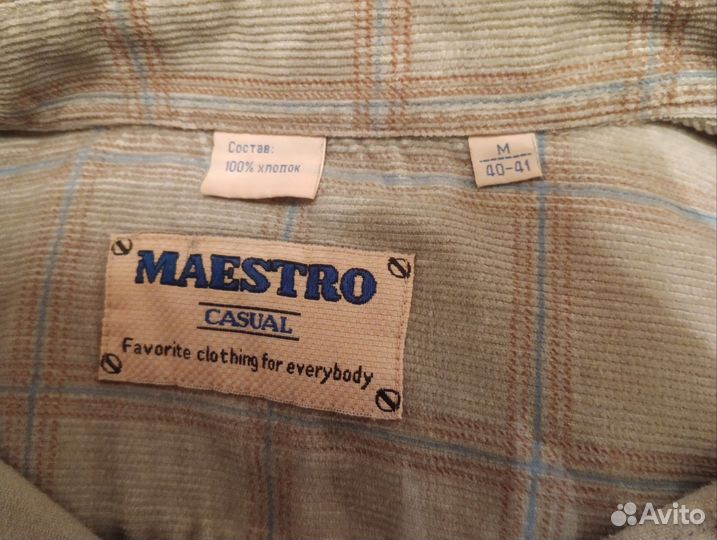 Состав:
100% хлопок
M
40-41
MAESTRO
CASUAL
Favorite clothing for everybody
Avito